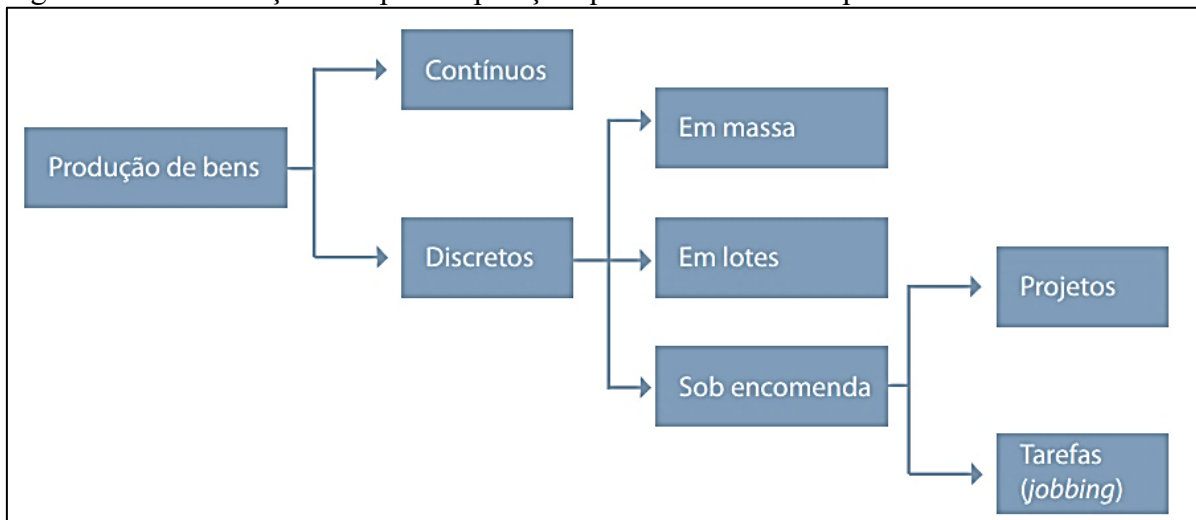 Contínuos
Em massa
Produção de bens
Discretos
Em lotes
Projetos
Sob encomenda
Tarefas
(jobbing)